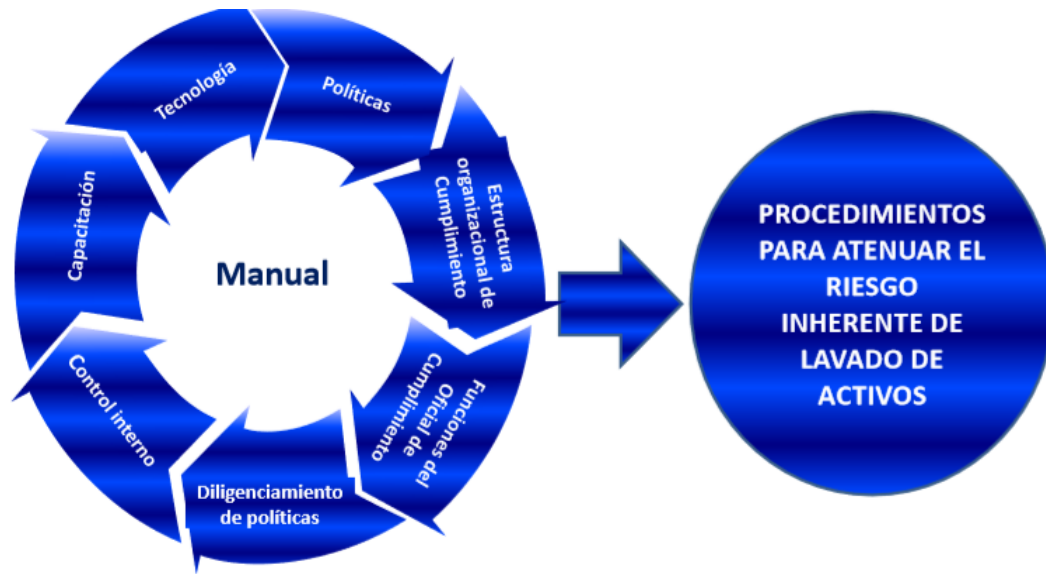 Tecnología
Políticas
Estructura
organizacional de
Cumplimiento
Funciones del
Oficial de
Cumplimiento
Diligenciamiento
de políticas
Control interno
Capacitación
Manual
PROCEDIMIENTOS
PARA ATENUAR EL
RIESGO
INHERENTE DE
LAVADO DE
ACTIVOS